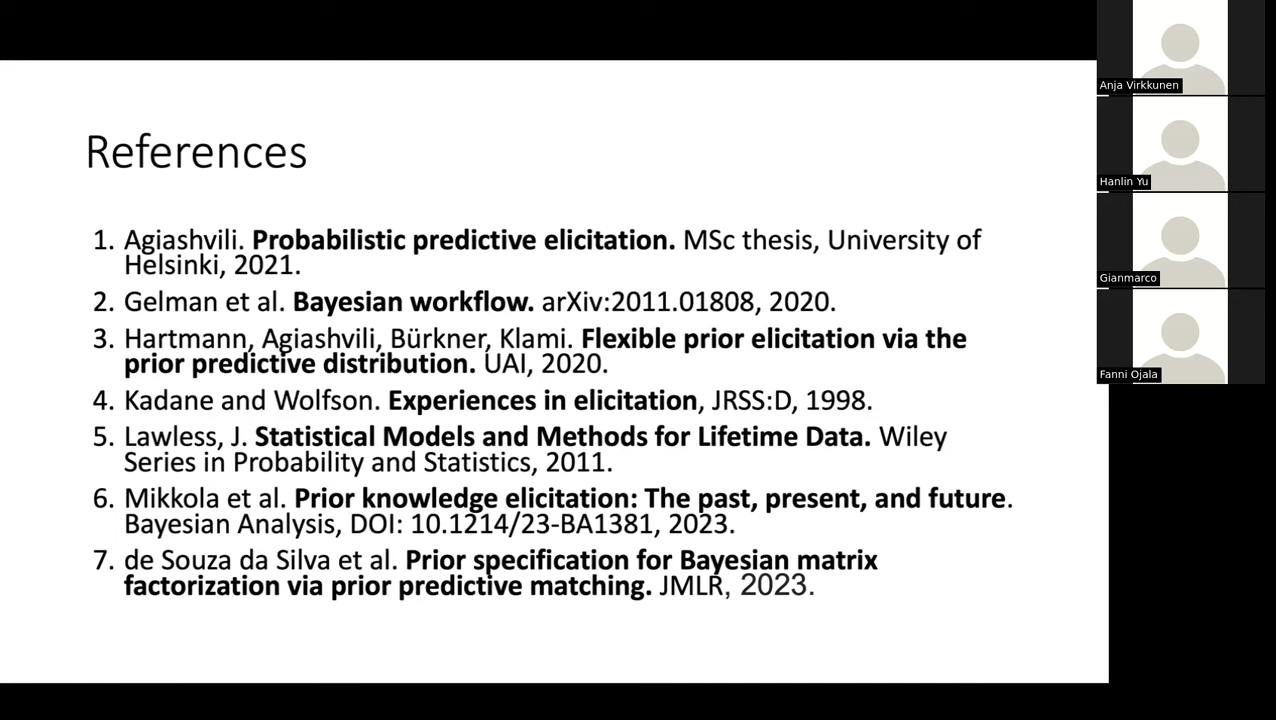 References
1. Agiashvili. Probabilistic predictive elicitation. MSc thesis, University of
Helsinki, 2021.
2. Gelman et al. Bayesian workflow. arXiv:2011.01808, 2020.
3. Hartmann, Agiashvili, Bürkner, Klami. Flexible prior elicitation via the
prior predictive distribution. UAI, 2020.
4. Kadane and Wolfson. Experiences in elicitation, JRSS:D, 1998.
5. Lawless, J. Statistical Models and Methods for Lifetime Data. Wiley
Series in Probability and Statistics, 2011.
6. Mikkola et al. Prior knowledge elicitation: The past, present, and future.
Bayesian Analysis, DOI: 10.1214/23-BA1381, 2023.
7. de Souza da Silva et al. Prior specification for Bayesian matrix
factorization via prior predictive matching. JMLR, 2023.
Anja Virkkunen
Hanlin Yu
Gianmarco
Fanni Ojala